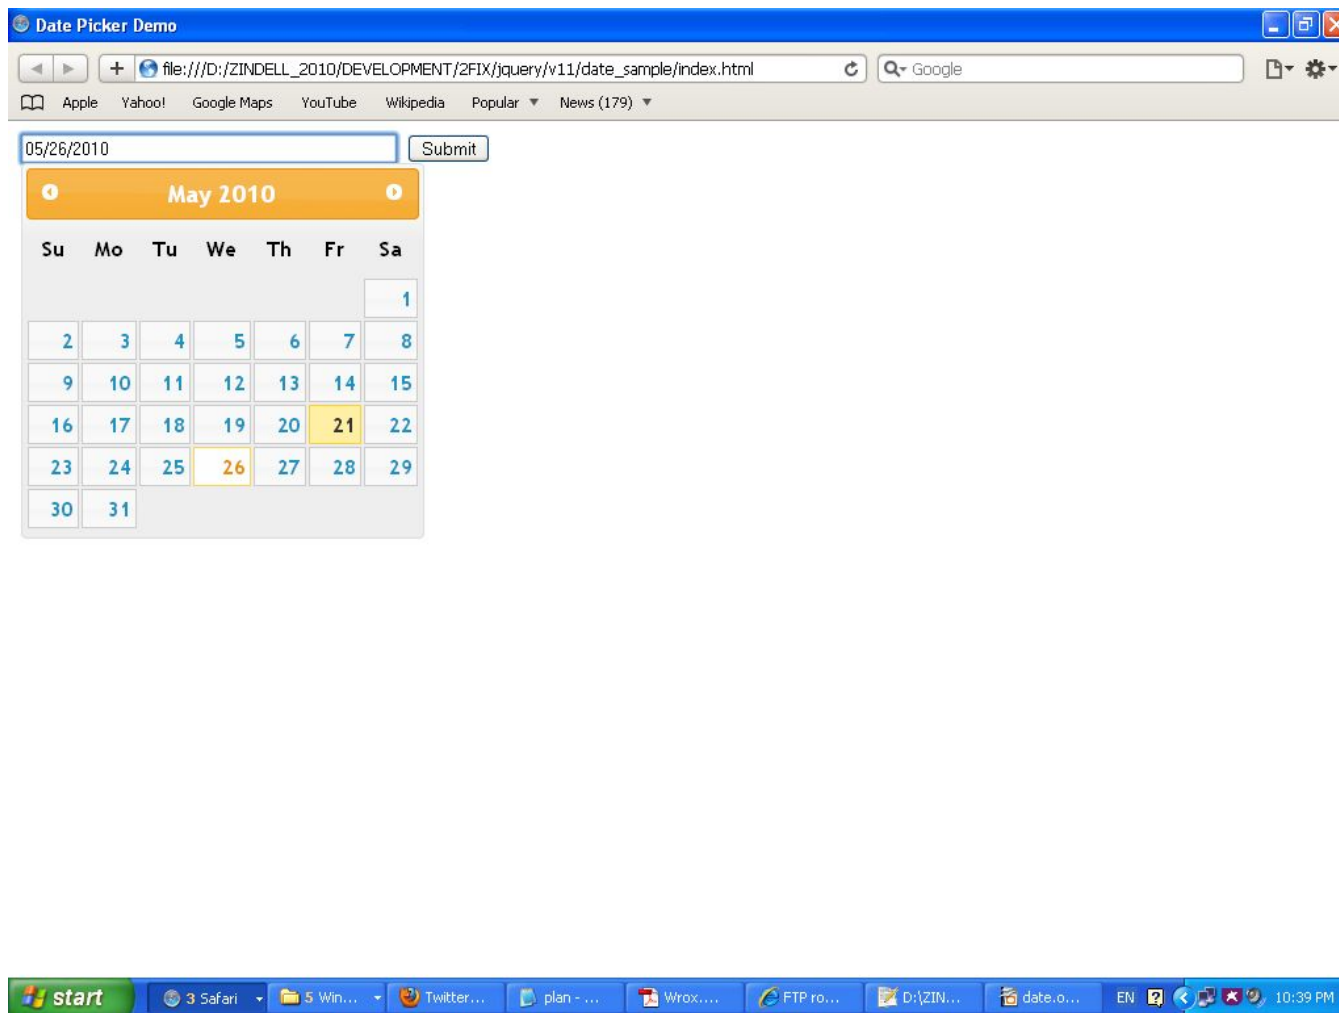 Date Picker Demo
file:///D:/ZINDELL_2010/DEVELOPMENT/2FIX/jquery/v11/date_sample/index.html Google
Apple Yahoo! Google Maps YouTube Wikipedia Popular News (179)
05/26/2010 Submit
May 2010
Su Mo Tu We Th Fr Sa
1
2 3 4 5 6 7 8
9 10 11 12 13 14 15
16 17 18 19 20 21 22
23 24 25 26 27 28 29
30 31
start 3 Safari 5 Win... Twitter... plan - ... Wrox.... FTP ro... D:\ZIN... date.o... EN 10:39 PM